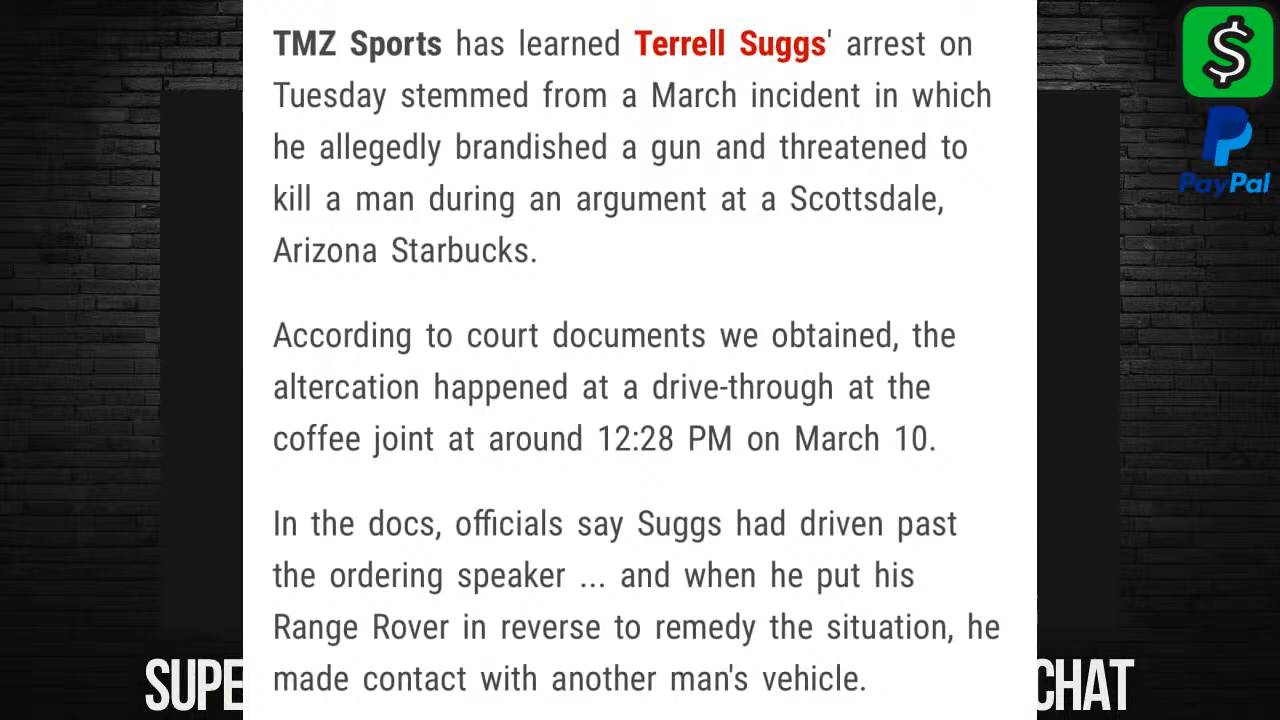 TMZ Sports has learned Terrell Suggs' arrest on
Tuesday stemmed from a March incident in which
he allegedly brandished a gun and threatened to
kill a man during an argument at a Scottsdale,
Arizona Starbucks.
According to court documents we obtained, the
altercation happened at a drive-through at the
coffee joint at around 12:28 PM on March 10.
In the docs, officials say Suggs had driven past
the ordering speaker ... and when he put his
Range Rover in reverse to remedy the situation, he
made contact with another man's vehicle.
$
PayPal
SUPE CHAT